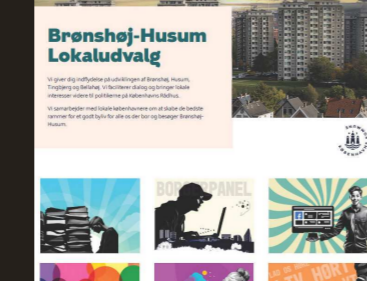 Brønshøj-Husum
Lokaludvalg
Vi giver dig indflydelse på udviklingen af Brønshøj, Husum,
Tingbjerg og Bellahøj. Vi faciliterer dialog og bringer lokale
interesser videre til politikerne på Københavns Rådhus.
Vi samarbejder med lokale københavnere om at skabe de bedste
rammer for et godt byliv for alle os der bor og besøger Brønshøj-
Husum.
BORGERPANEL
HØRT